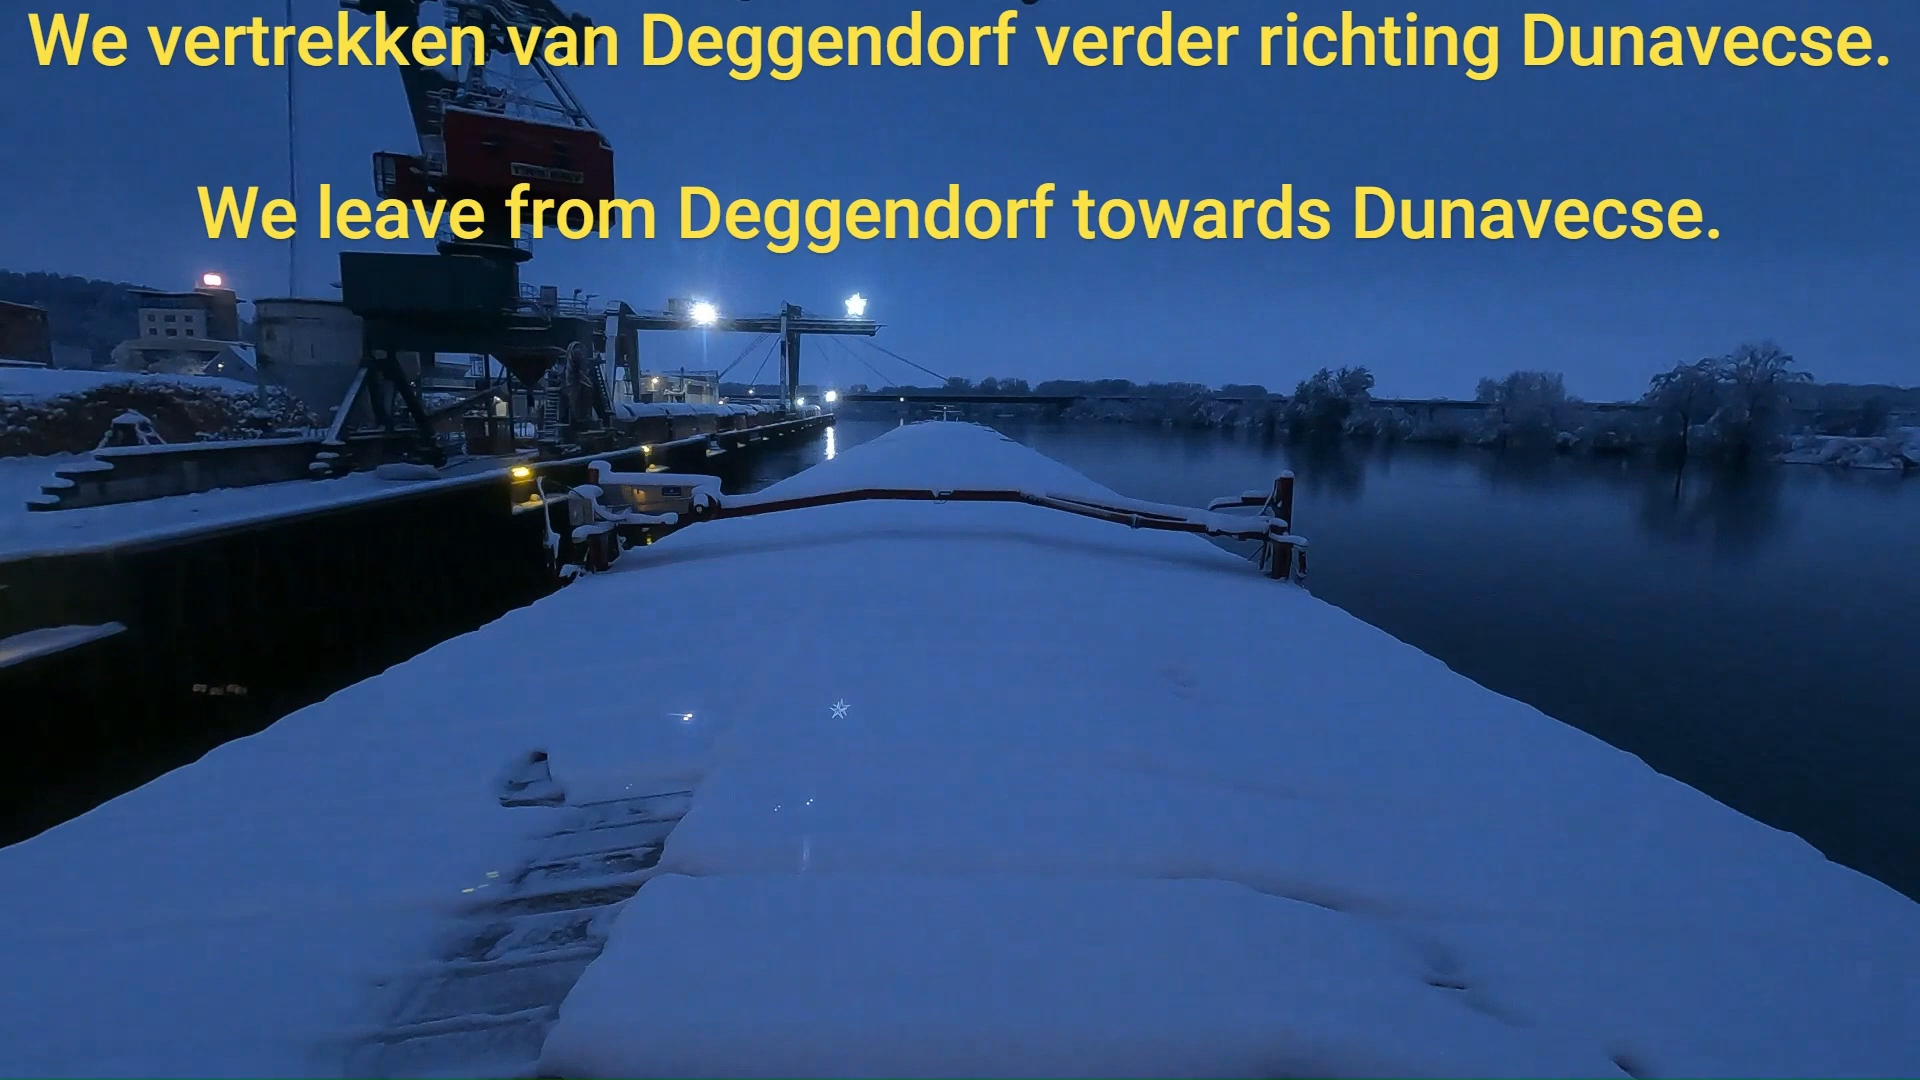 We vertrekken van Deggendorf verder richting Dunavecse.
We leave from Deggendorf towards Dunavecse.